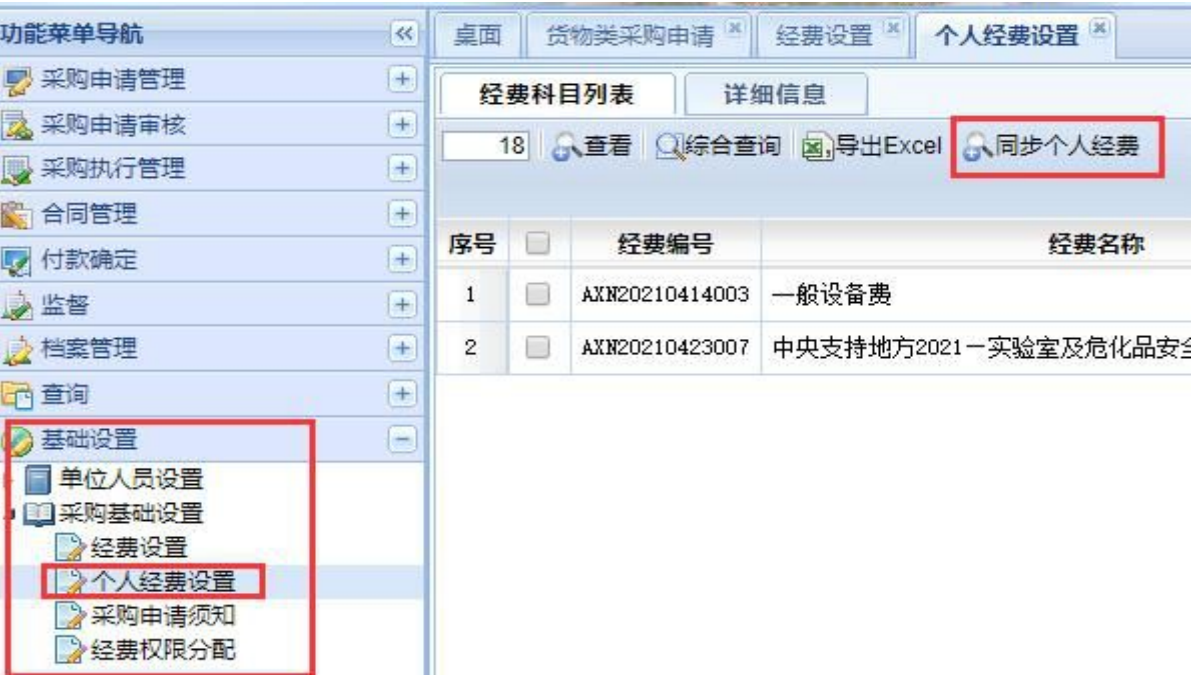 功能菜单导航
采购申请管理
采购申请审核
采购执行管理
合同管理
付款确定
监督
档案管理
查询
基础设置
单位人员设置
采购基础设置
经费设置
个人经费设置
采购申请须知
经费权限分配
桌面 货物类采购申请 经费设置 个人经费设置
经费科目列表 详细信息
18 查看 综合查询 导出Excel 同步个人经费
序号 经费编号 经费名称
1 AXN20210414003 一般设备费
2 AXN20210423007 中央支持地方2021一实验室及危化品安全